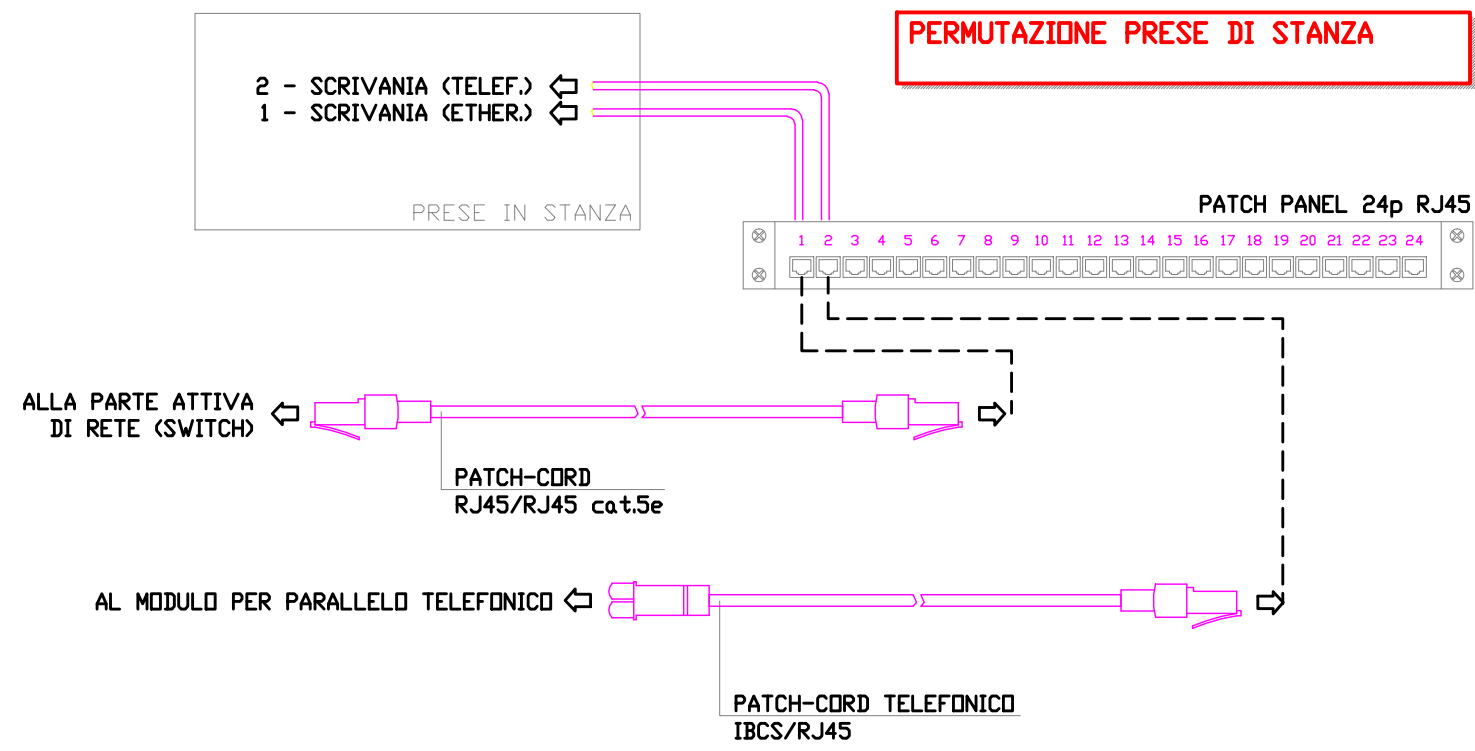 PERMUTAZIONE PRESE DI STANZA
2 - SCRIVANIA (TELEF.)
1 - SCRIVANIA (ETHER.)
PRESE IN STANZA
PATCH PANEL 24p RJ45
1 2 3 4 5 6 7 8 9 10 11 12 13 14 15 16 17 18 19 20 21 22 23 24
ALLA PARTE ATTIVA
DI RETE (SWITCH)
PATCH-CORD
RJ45/RJ45 cat.5e
AL MODULO PER PARALLELO TELEFONICO
PATCH-CORD TELEFONICO
IBCS/RJ45